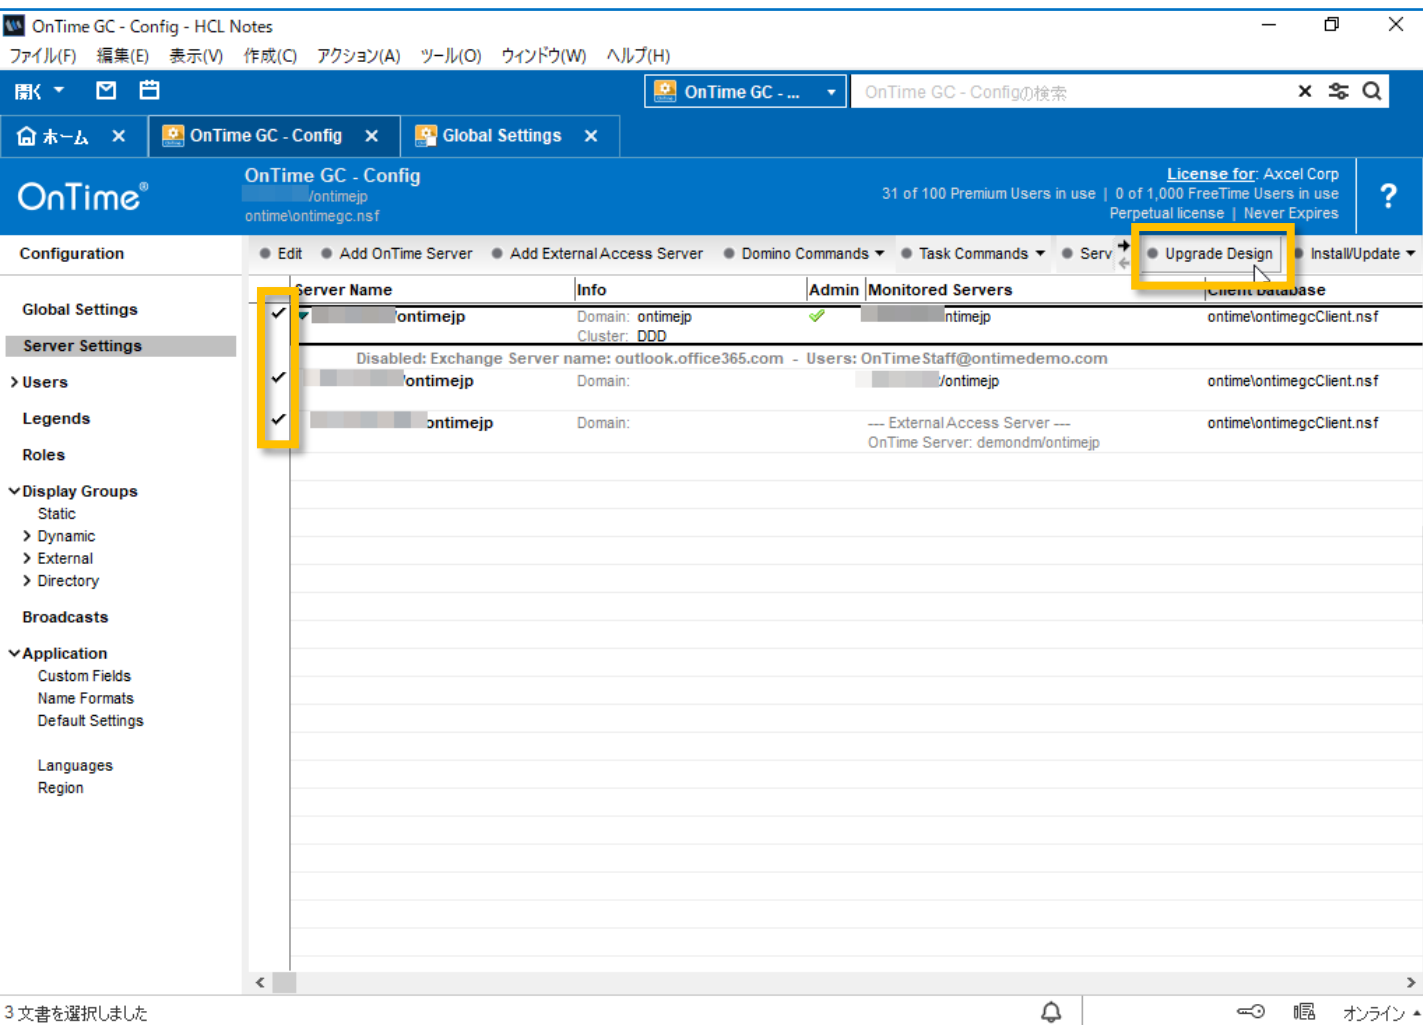 OnTime GC - Config - HCL Notes
ファイル(F) 編集(E) 表示(V) 作成(C) アクション(A) ツール(O) ウィンドウ(W) ヘルプ(H)
開く OnTime GC - ... OnTime GC - Configの検索
ホーム OnTime GC - Config Global Settings
OnTime®
OnTime GC - Config
/ontimejp
ontime\ontimegc.nsf
License for: Axcel Corp
31 of 100 Premium Users in use | 0 of 1,000 FreeTime Users in use
Perpetual license | Never Expires
?
Configuration
Edit Add OnTime Server Add External Access Server Domino Commands Task Commands Serv Upgrade Design Install/Update
Server Name Info Admin Monitored Servers Client Database
/ontimejp Domain: ontimejp ntimejp ontime\ontimegcClient.nsf
Cluster: DDD
Disabled: Exchange Server name: outlook.office365.com - Users: OnTimeStaff@ontimedemo.com
/ontimejp Domain: /ontimejp ontime\ontimegcClient.nsf
ontimejp Domain: --- External Access Server --- ontime\ontimegcClient.nsf
OnTime Server: demondm/ontimejp
Global Settings
Server Settings
Users
Legends
Roles
Display Groups
Static
Dynamic
External
Directory
Broadcasts
Application
Custom Fields
Name Formats
Default Settings
Languages
Region
3 文書を選択しました オンライン